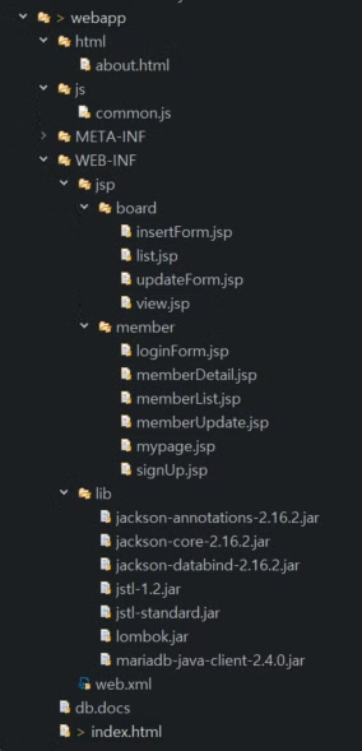 > webapp
html
about.html
js
common.js
META-INF
WEB-INF
jsp
board
insertForm.jsp
list.jsp
updateForm.jsp
view.jsp
member
loginForm.jsp
memberDetail.jsp
memberList.jsp
memberUpdate.jsp
mypage.jsp
signUp.jsp
lib
jackson-annotations-2.16.2.jar
jackson-core-2.16.2.jar
jackson-databind-2.16.2.jar
jstl-1.2.jar
jstl-standard.jar
lombok.jar
mariadb-java-client-2.4.0.jar
web.xml
db.docs
> index.html